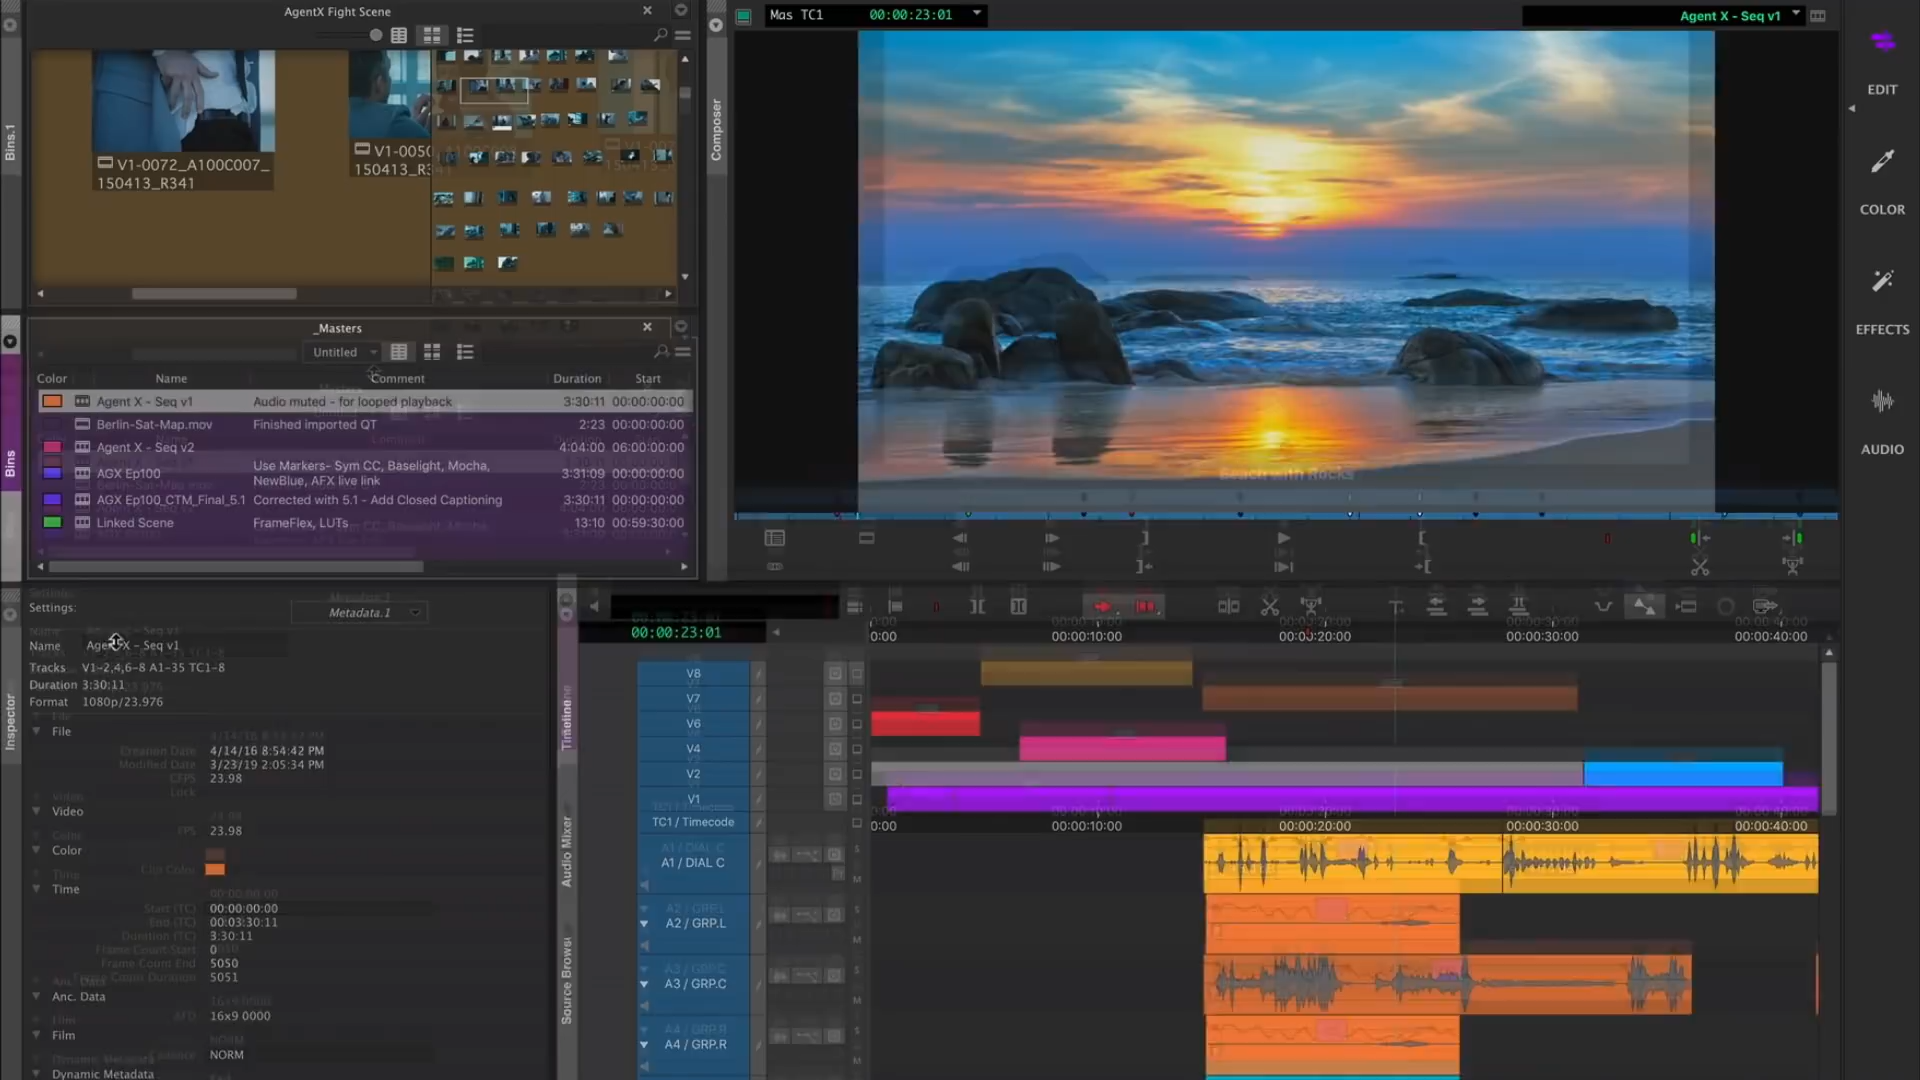 AgentX Fight Scene
Bins.1
V1-0072_A100C007_
150413_R341
V1-0050
150413_R3
Composer
Mas TC1
00:00:23:01
Agent X - Seq v1
EDIT
COLOR
EFFECTS
AUDIO
Beach with Rocks
Bins
_Masters
Untitled
Color Name Comment Duration Start
Agent X - Seq v1 Audio muted - for looped playback 3:30:11 00:00:00:00
Berlin-Sat-Map.mov Finished imported QT 2:23 00:00:00:00
Agent X - Seq v2 4:04:00 06:00:00:00
AGX Ep100 Use Markers- Sym CC, Baselight, Mocha, 3:31:09 00:00:00:00
NewBlue, AFX live link
AGX Ep100_CTM_Final_5.1 Corrected with 5.1 - Add Closed Captioning 3:30:11 00:00:00:00
Linked Scene FrameFlex, LUTs 13:10 00:59:30:00
Inspector
Settings:
Metadata.1
Name Agent X - Seq v1
Tracks V1-2,4,6-8 A1-35 TC1-8
Duration 3:30:11
Format 1080p/23.976
File
Creation Date 4/14/16 8:54:42 PM
Modified Date 3/23/19 2:05:34 PM
CFPS 23.98
Lock
Video
FPS 23.98
Color
Clip Color
Time
Start (TC) 00:00:00:00
End (TC) 00:03:30:11
Duration (TC) 3:30:11
Frame Count Start 0
Frame Count End 5050
Frame Count Duration 5051
Anc. Data
AFD 16x9 0000
Film
NORM
Dynamic Metadata
Timeline
Audio Mixer
Source Brows
00:00:23:01
0:00 00:00:10:00 00:00:20:00 00:00:30:00 00:00:40:00
V8
V7
V6
V4
V2
V1
TC1 / Timecode
0:00 00:00:10:00 00:00:20:00 00:00:30:00 00:00:40:00
A1 / DIAL C
S
M
A2 / GRP.L
S
M
A3 / GRP.C
S
M
A4 / GRP.R
S
M